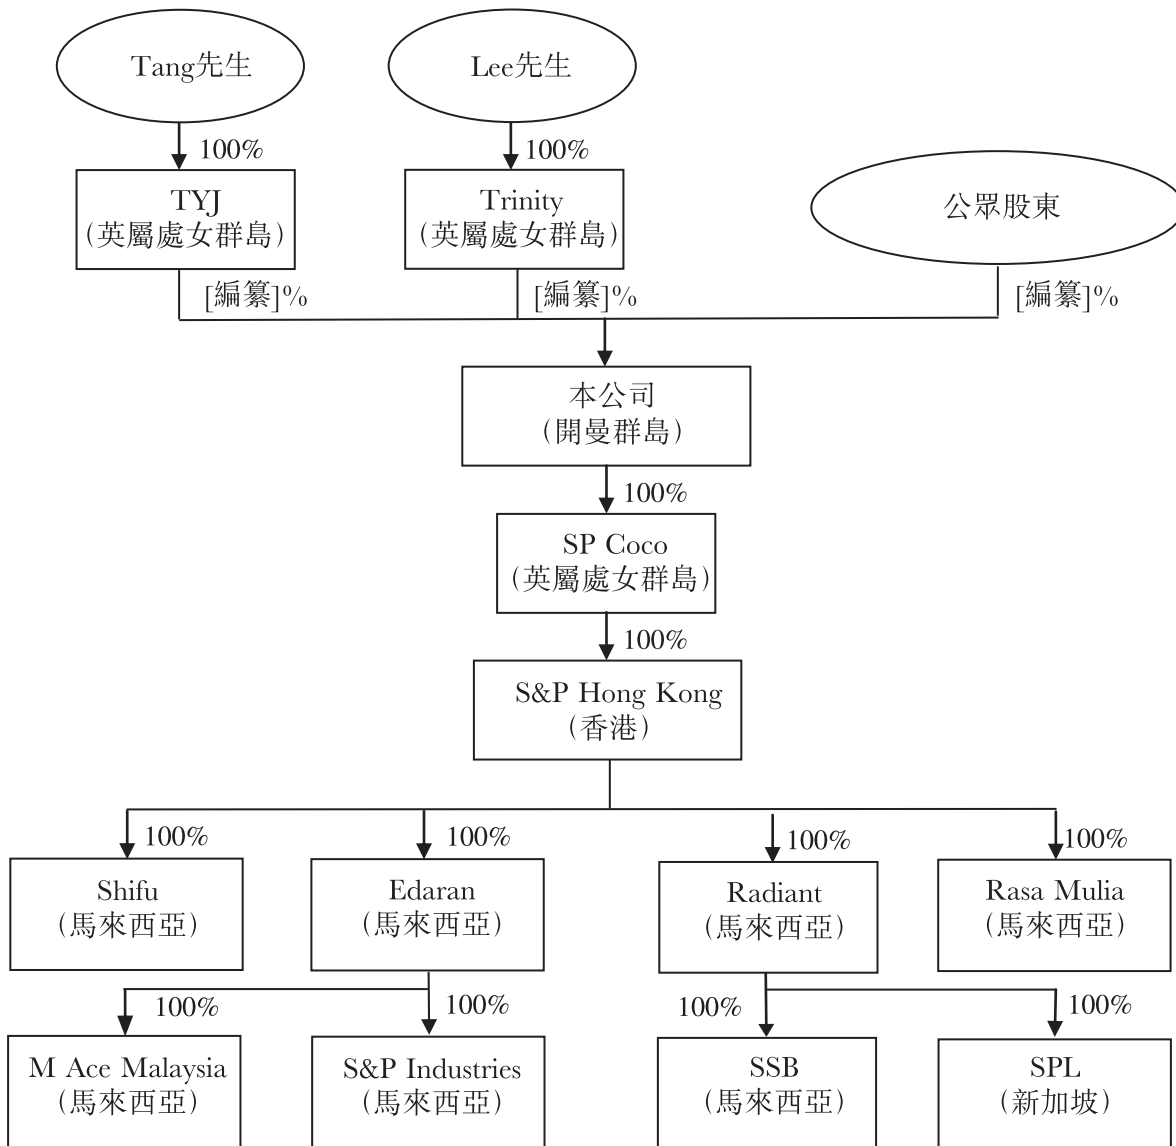 Tang先生
Lee先生
100%
100%
TYJ
(英屬處女群島)
Trinity
(英屬處女群島)
公眾股東
[編纂]%
[編纂]%
[編纂]%
本公司
(開曼群島)
100%
SP Coco
(英屬處女群島)
100%
S&P Hong Kong
(香港)
100%
100%
100%
100%
Shifu
(馬來西亞)
Edaran
(馬來西亞)
Radiant
(馬來西亞)
Rasa Mulia
(馬來西亞)
100%
100%
100%
100%
M Ace Malaysia
(馬來西亞)
S&P Industries
(馬來西亞)
SSB
(馬來西亞)
SPL
(新加坡)